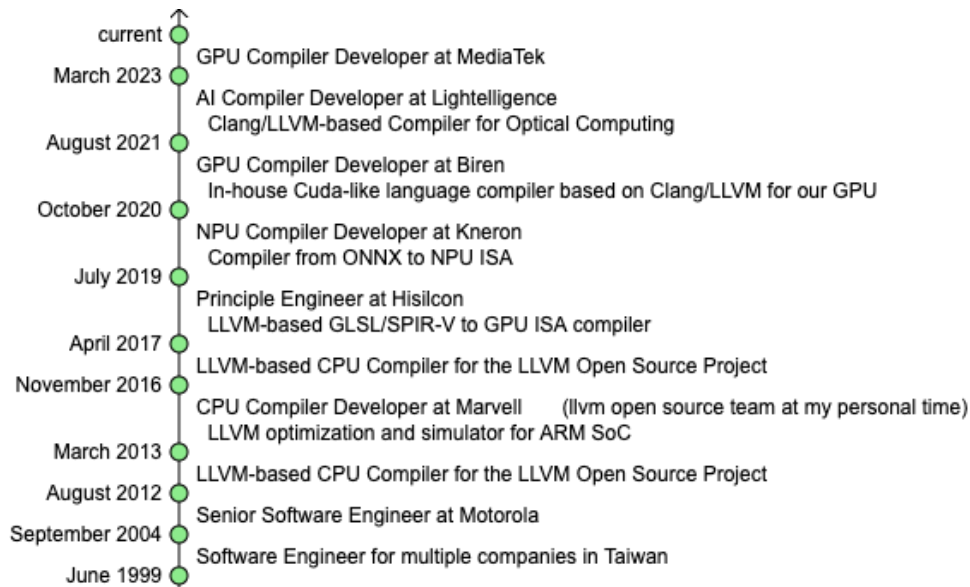 current
GPU Compiler Developer at MediaTek
March 2023
AI Compiler Developer at Lightelligence
Clang/LLVM-based Compiler for Optical Computing
August 2021
GPU Compiler Developer at Biren
In-house Cuda-like language compiler based on Clang/LLVM for our GPU
October 2020
NPU Compiler Developer at Kneron
Compiler from ONNX to NPU ISA
July 2019
Principle Engineer at Hisilcon
LLVM-based GLSL/SPIR-V to GPU ISA compiler
April 2017
LLVM-based CPU Compiler for the LLVM Open Source Project
November 2016
CPU Compiler Developer at Marvell (llvm open source team at my personal time)
LLVM optimization and simulator for ARM SoC
March 2013
LLVM-based CPU Compiler for the LLVM Open Source Project
August 2012
Senior Software Engineer at Motorola
September 2004
Software Engineer for multiple companies in Taiwan
June 1999